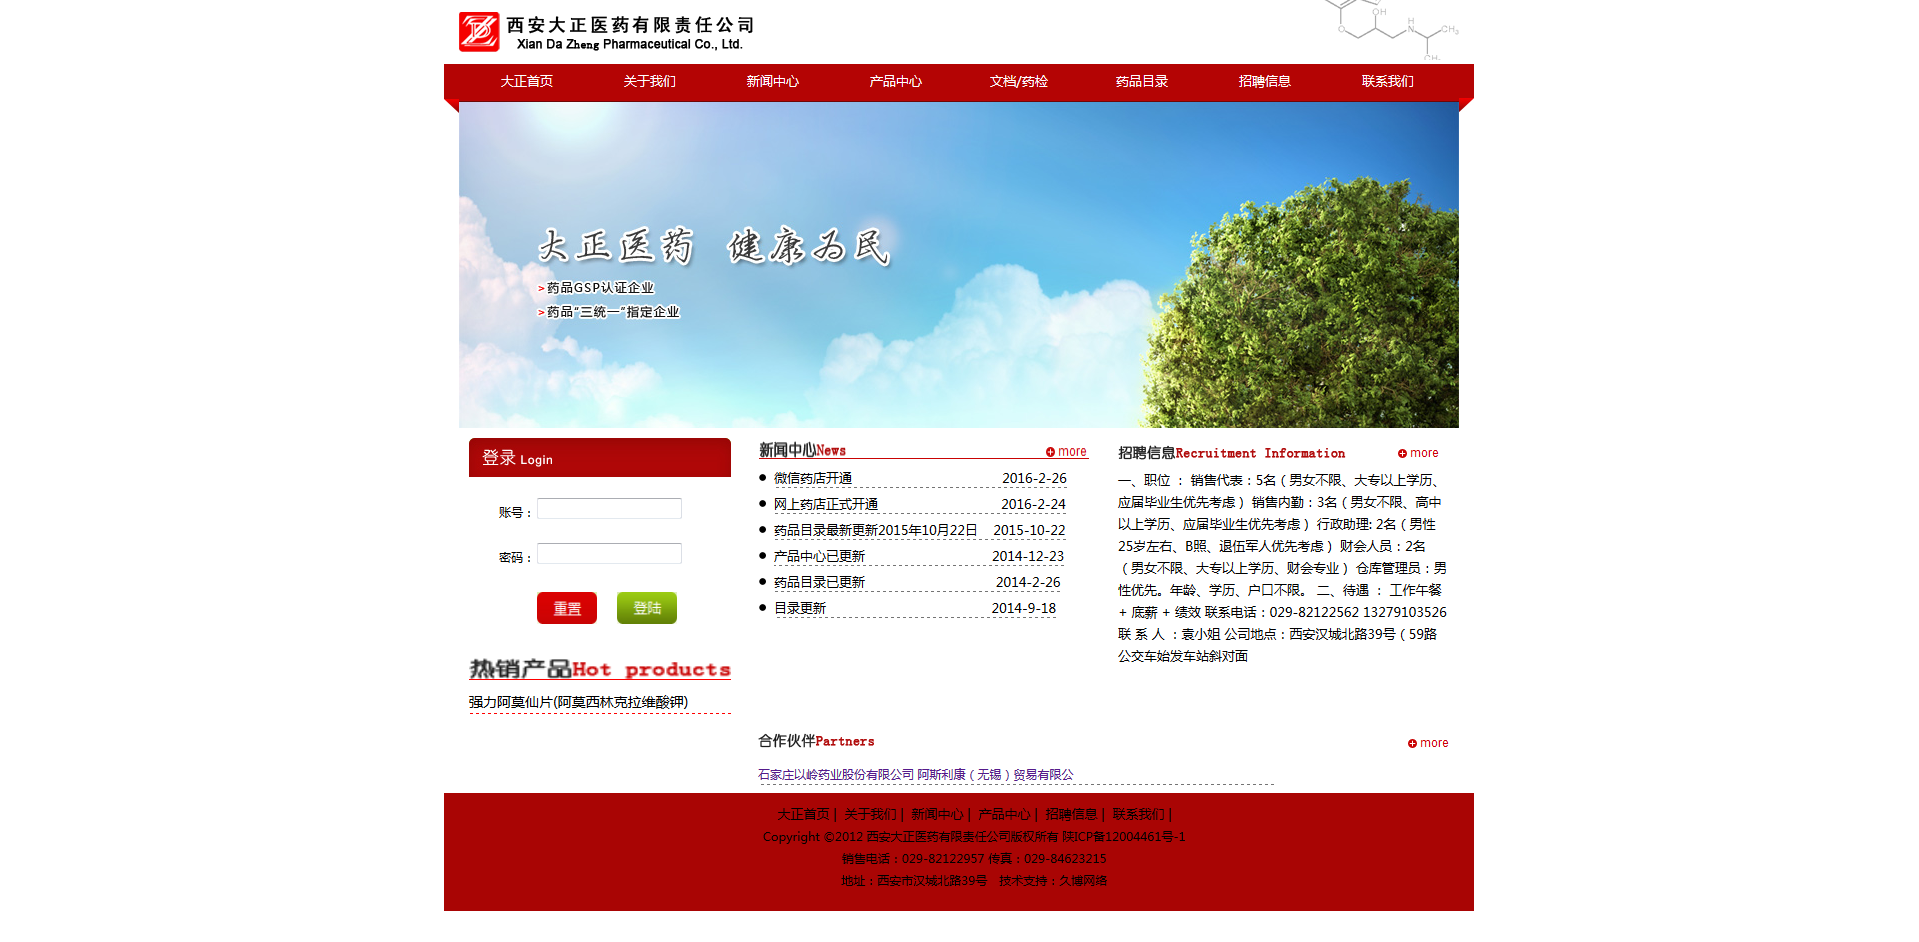 西安大正医药有限责任公司
Xian Da Zheng Pharmaceutical Co., Ltd.
OH
O
H
N
CH₃
CH₃
大正首页 关于我们 新闻中心 产品中心 文档/药检 药品目录 招聘信息 联系我们
大正医药 健康为民
>药品GSP认证企业
>药品"三统一"指定企业
登录 Login
账号：
密码：
重置 登陆
热销产品Hot products
强力阿莫仙片(阿莫西林克拉维酸钾)
新闻中心News more
微信药店开通 2016-2-26
网上药店正式开通 2016-2-24
药品目录最新更新2015年10月22日 2015-10-22
产品中心已更新 2014-12-23
药品目录已更新 2014-2-26
目录更新 2014-9-18
招聘信息Recruitment Information more
一、职位 ： 销售代表：5名（ 男女不限、大专以上学历、
应届毕业生优先考虑 ） 销售内勤：3名（ 男女不限、高中
以上学历、应届毕业生优先考虑 ） 行政助理: 2名（ 男性
25岁左右、B照、退伍军人优先考虑 ） 财会人员：2名
（ 男女不限、大专以上学历、财会专业 ） 仓库管理员：男
性优先。年龄、学历、户口不限。 二、待遇 ： 工作午餐
+ 底薪 + 绩效 联系电话：029-82122562 13279103526
联 系 人 ：袁小姐 公司地点：西安汉城北路39号（ 59路
公交车始发车站斜对面
合作伙伴Partners more
石家庄以岭药业股份有限公司 阿斯利康（ 无锡 ）贸易有限公
大正首页 | 关于我们 | 新闻中心 | 产品中心 | 招聘信息 | 联系我们 |
Copyright ©2012 西安大正医药有限责任公司版权所有 陕ICP备12004461号-1
销售电话：029-82122957 传真：029-84623215
地址：西安市汉城北路39号 技术支持：久博网络